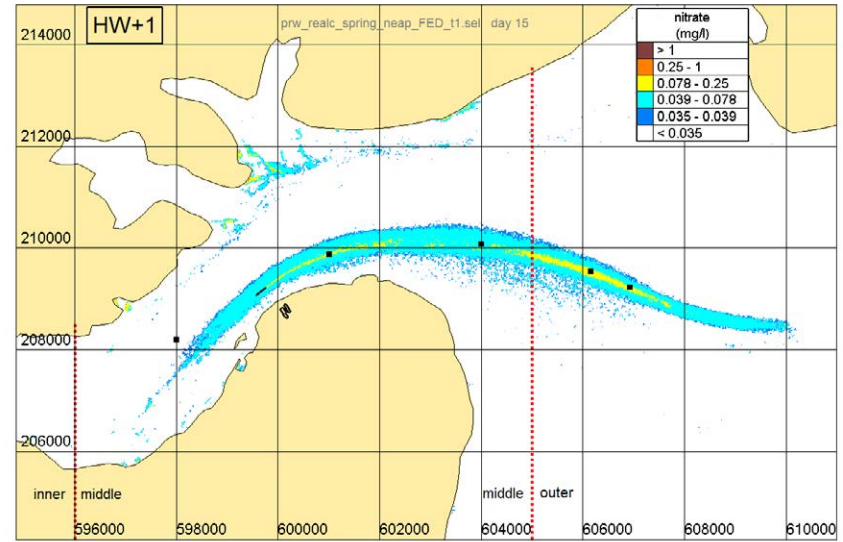 214000
HW+1
prw_realc_spring_neap_FED_t1.sel day 15
nitrate
(mg/l)
> 1
0.25 - 1
0.078 - 0.25
0.039 - 0.078
0.035 - 0.039
< 0.035
212000
210000
208000
206000
inner middle
middle outer
596000 598000 600000 602000 604000 606000 608000 610000